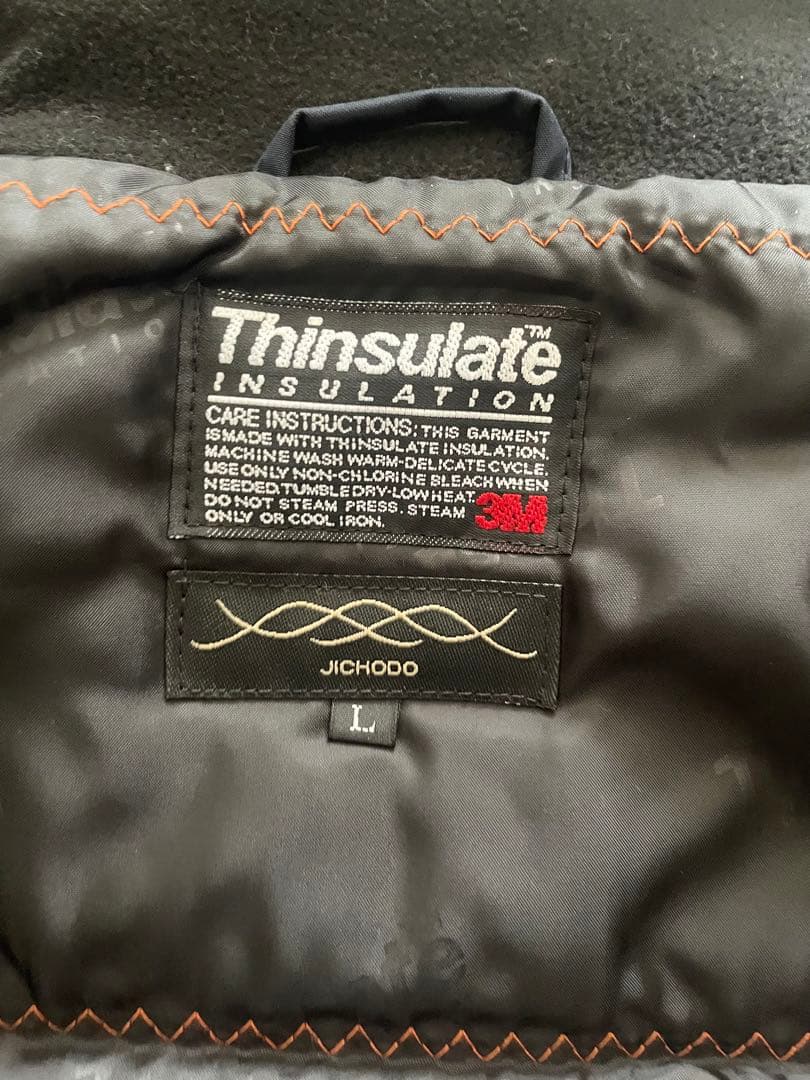 Thinsulate™
INSULATION
CARE INSTRUCTIONS: THIS GARMENT
IS MADE WITH THINSULATE INSULATION.
MACHINE WASH WARM-DELICATE CYCLE.
USE ONLY NON-CHLORINE BLEACH WHEN
NEEDED. TUMBLE DRY-LOW HEAT.
DO NOT STEAM PRESS. STEAM
ONLY OR COOL IRON.
3M
JICHODO
L